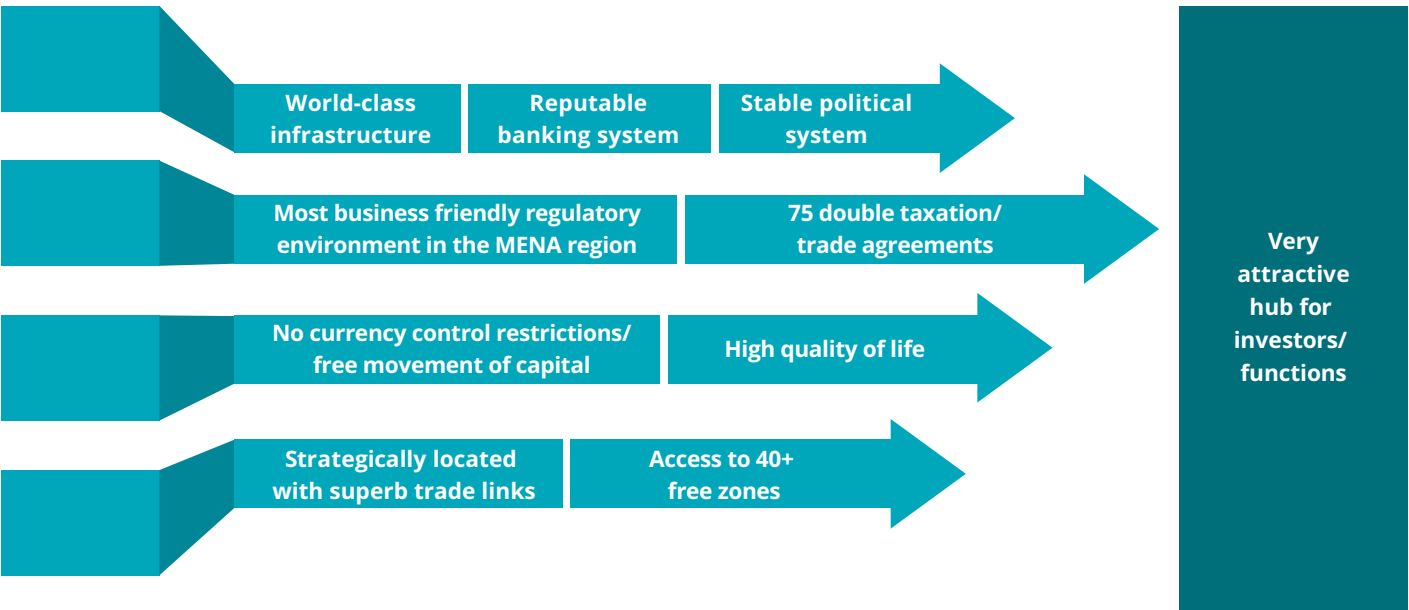 World-class
infrastructure
Reputable
banking system
Stable political
system
Most business friendly regulatory
environment in the MENA region
75 double taxation/
trade agreements
No currency control restrictions/
free movement of capital
High quality of life
Strategically located
with superb trade links
Access to 40+
free zones
Very
attractive
hub for
investors/
functions